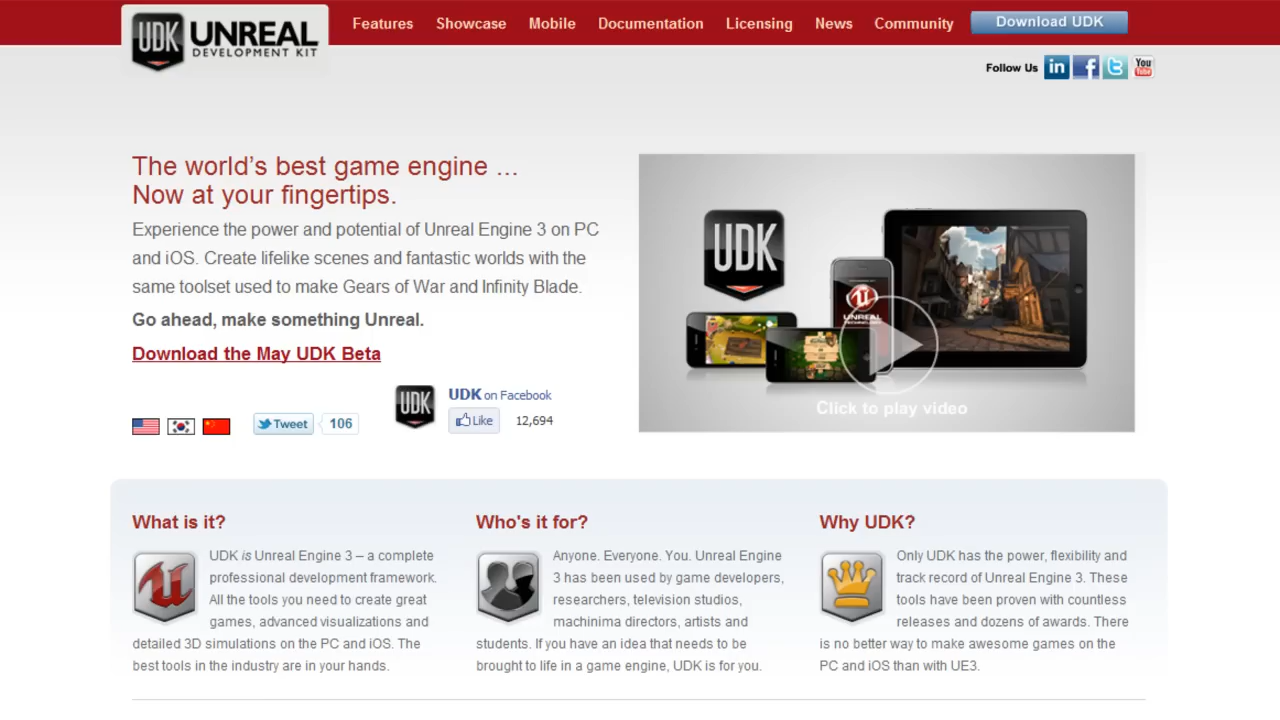 UDK UNREAL
DEVELOPMENT KIT
Features Showcase Mobile Documentation Licensing News Community Download UDK
Follow Us in f t You Tube
The world’s best game engine ...
Now at your fingertips.
Experience the power and potential of Unreal Engine 3 on PC
and iOS. Create lifelike scenes and fantastic worlds with the
same toolset used to make Gears of War and Infinity Blade.
Go ahead, make something Unreal.
Download the May UDK Beta
Tweet 106
UDK
UDK on Facebook
Like 12,694
UDK
UNREAL
TECHNOLOGY
Click to play video
What is it?
UDK is Unreal Engine 3 – a complete
professional development framework.
All the tools you need to create great
games, advanced visualizations and
detailed 3D simulations on the PC and iOS. The
best tools in the industry are in your hands.
Who's it for?
Anyone. Everyone. You. Unreal Engine
3 has been used by game developers,
researchers, television studios,
machinima directors, artists and
students. If you have an idea that needs to be
brought to life in a game engine, UDK is for you.
Why UDK?
Only UDK has the power, flexibility and
track record of Unreal Engine 3. These
tools have been proven with countless
releases and dozens of awards. There
is no better way to make awesome games on the
PC and iOS than with UE3.